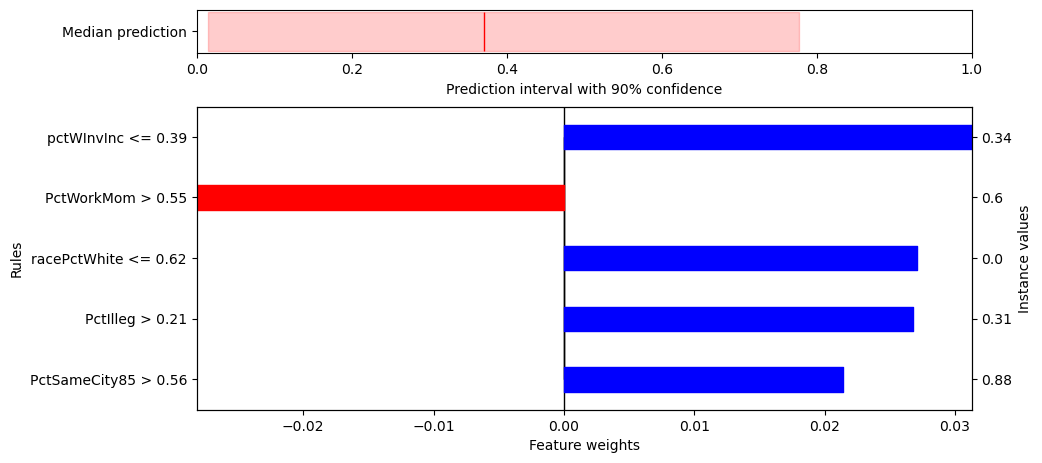 Median prediction
0.0 0.2 0.4 0.6 0.8 1.0
Prediction interval with 90% confidence
pctWInvInc <= 0.39 0.34
PctWorkMom > 0.55 0.6
racePctWhite <= 0.62 0.0
PctIlleg > 0.21 0.31
PctSameCity85 > 0.56 0.88
Rules
Instance values
−0.02 −0.01 0.00 0.01 0.02 0.03
Feature weights